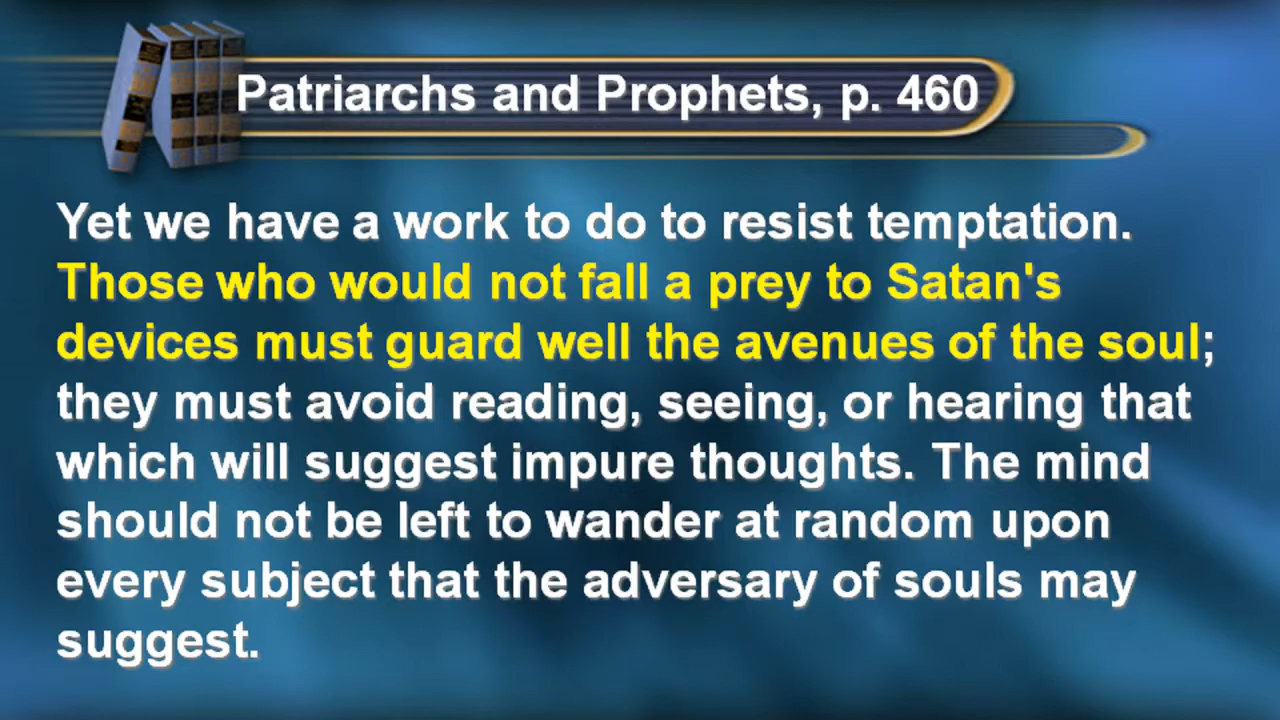 Patriarchs and Prophets, p. 460
Yet we have a work to do to resist temptation.
Those who would not fall a prey to Satan's
devices must guard well the avenues of the soul;
they must avoid reading, seeing, or hearing that
which will suggest impure thoughts. The mind
should not be left to wander at random upon
every subject that the adversary of souls may
suggest.